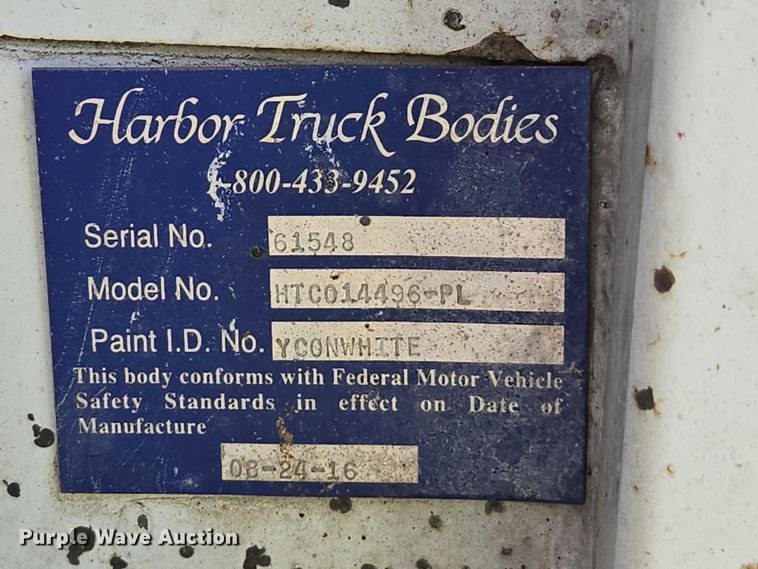 Harbor Truck Bodies
1-800-433-9452
Serial No. 61548
Model No. HTC014496-PL
Paint I.D. No. YCONWHITE
This body conforms with Federal Motor Vehicle
Safety Standards in effect on Date of
Manufacture
08-24-16
Purple Wave Auction